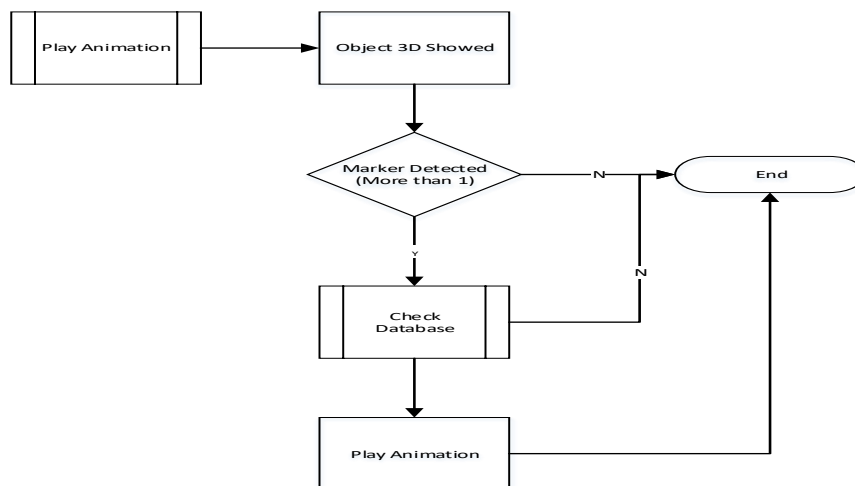 Play Animation
Object 3D Showed
Marker Detected
(More than 1)
N
End
Y
N
Check
Database
Play Animation